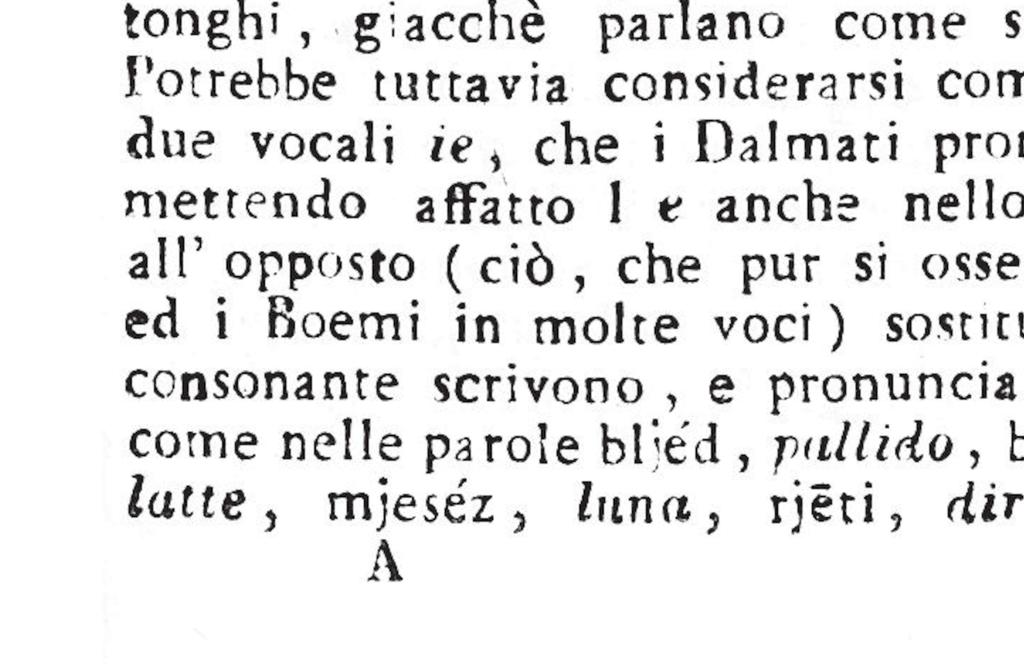 tonghi, giacchè parlano come s
Potrebbe tuttavia considerarsi com
due vocali ie, che i Dalmati pron
mettendo affatto l e anche nello
all' opposto (ciò, che pur si osse
ed i Boemi in molte voci) sostitu
consonante scrivono, e pronuncia
come nelle parole bljéd, pallido, b
latte, mjeséz, luna, rjēti, dir
A